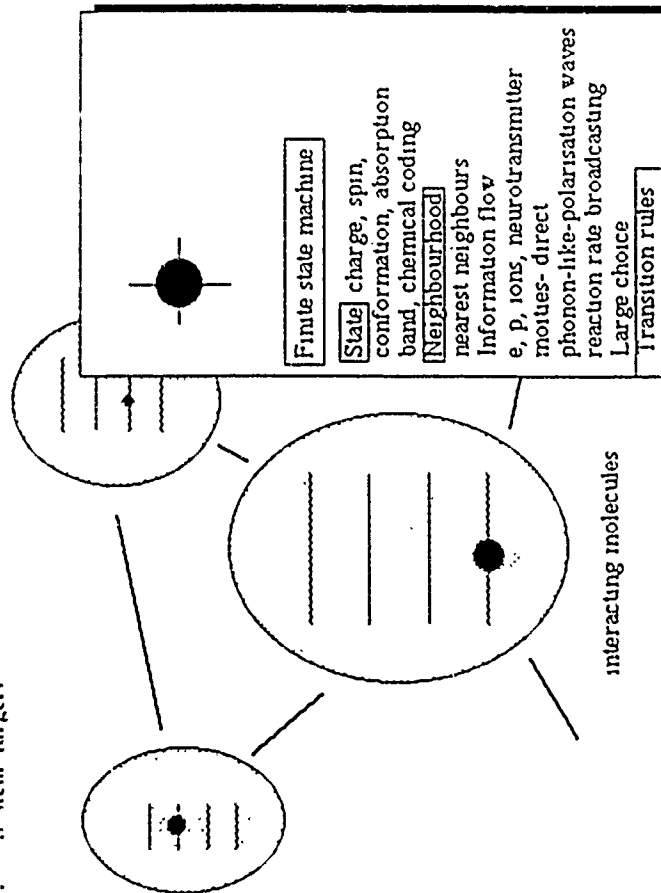 Finite state machine
State charge, spin,
conformation, absorption
band, chemical coding
Neighbourhood
nearest neighbours
Information flow
e, p, ions, neurotransmitter
moities- direct
phonon-like-polarisation waves
reaction rate broadcasting
Large choice
Transition rules
interacting molecules